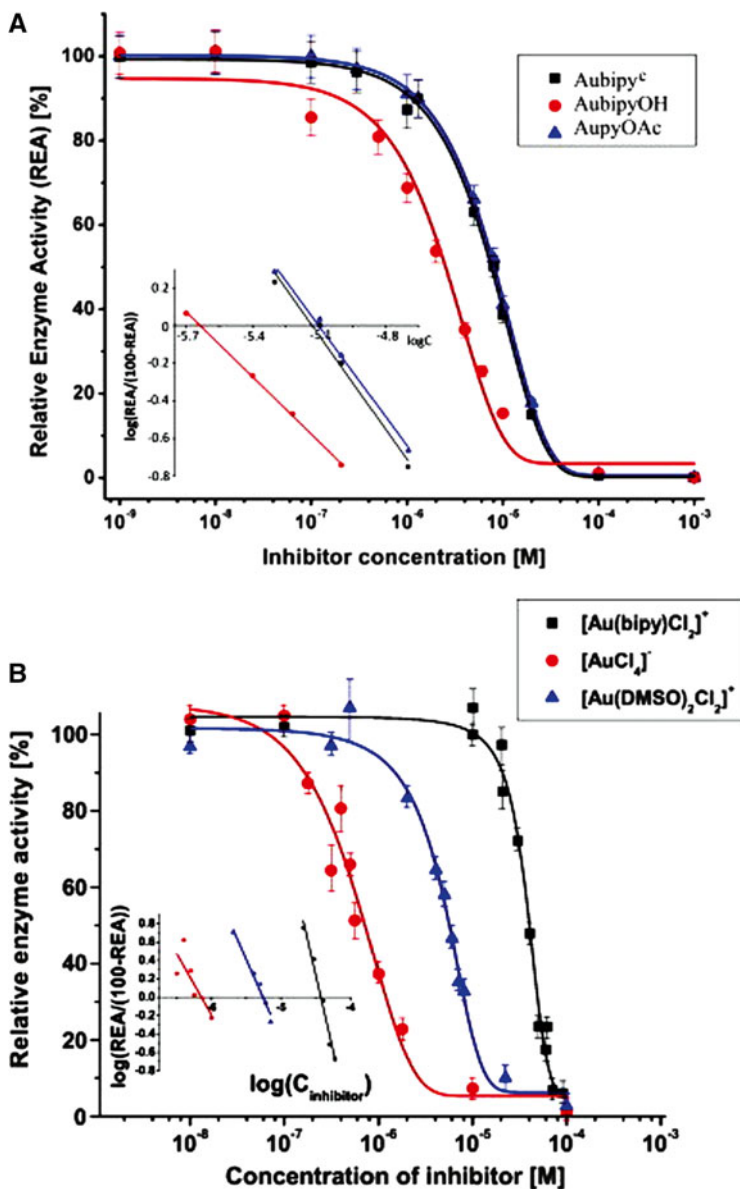 A
Relative Enzyme Activity (REA) [%]
100
80
60
40
20
0
Aubipyᶜ
AubipyOH
AupyOAc
log(REA/(100-REA))
0.2
0
-0.2
-0.4
-0.6
-0.8
-5.7
-5.4
-5.1
-4.8
logC
10⁻⁹
10⁻⁸
10⁻⁷
10⁻⁶
10⁻⁵
10⁻⁴
10⁻³
Inhibitor concentration [M]
B
Relative enzyme activity [%]
100
80
60
40
20
0
[Au(bipy)Cl₂]⁺
[AuCl₄]⁻
[Au(DMSO)₂Cl₂]⁺
log(REA/(100-REA))
0.8
0.6
0.4
0.2
0.0
-0.2
-0.4
-0.6
-0.8
-6
-5
-4
log(C_inhibitor)
10⁻⁸
10⁻⁷
10⁻⁶
10⁻⁵
10⁻⁴
10⁻³
Concentration of inhibitor [M]